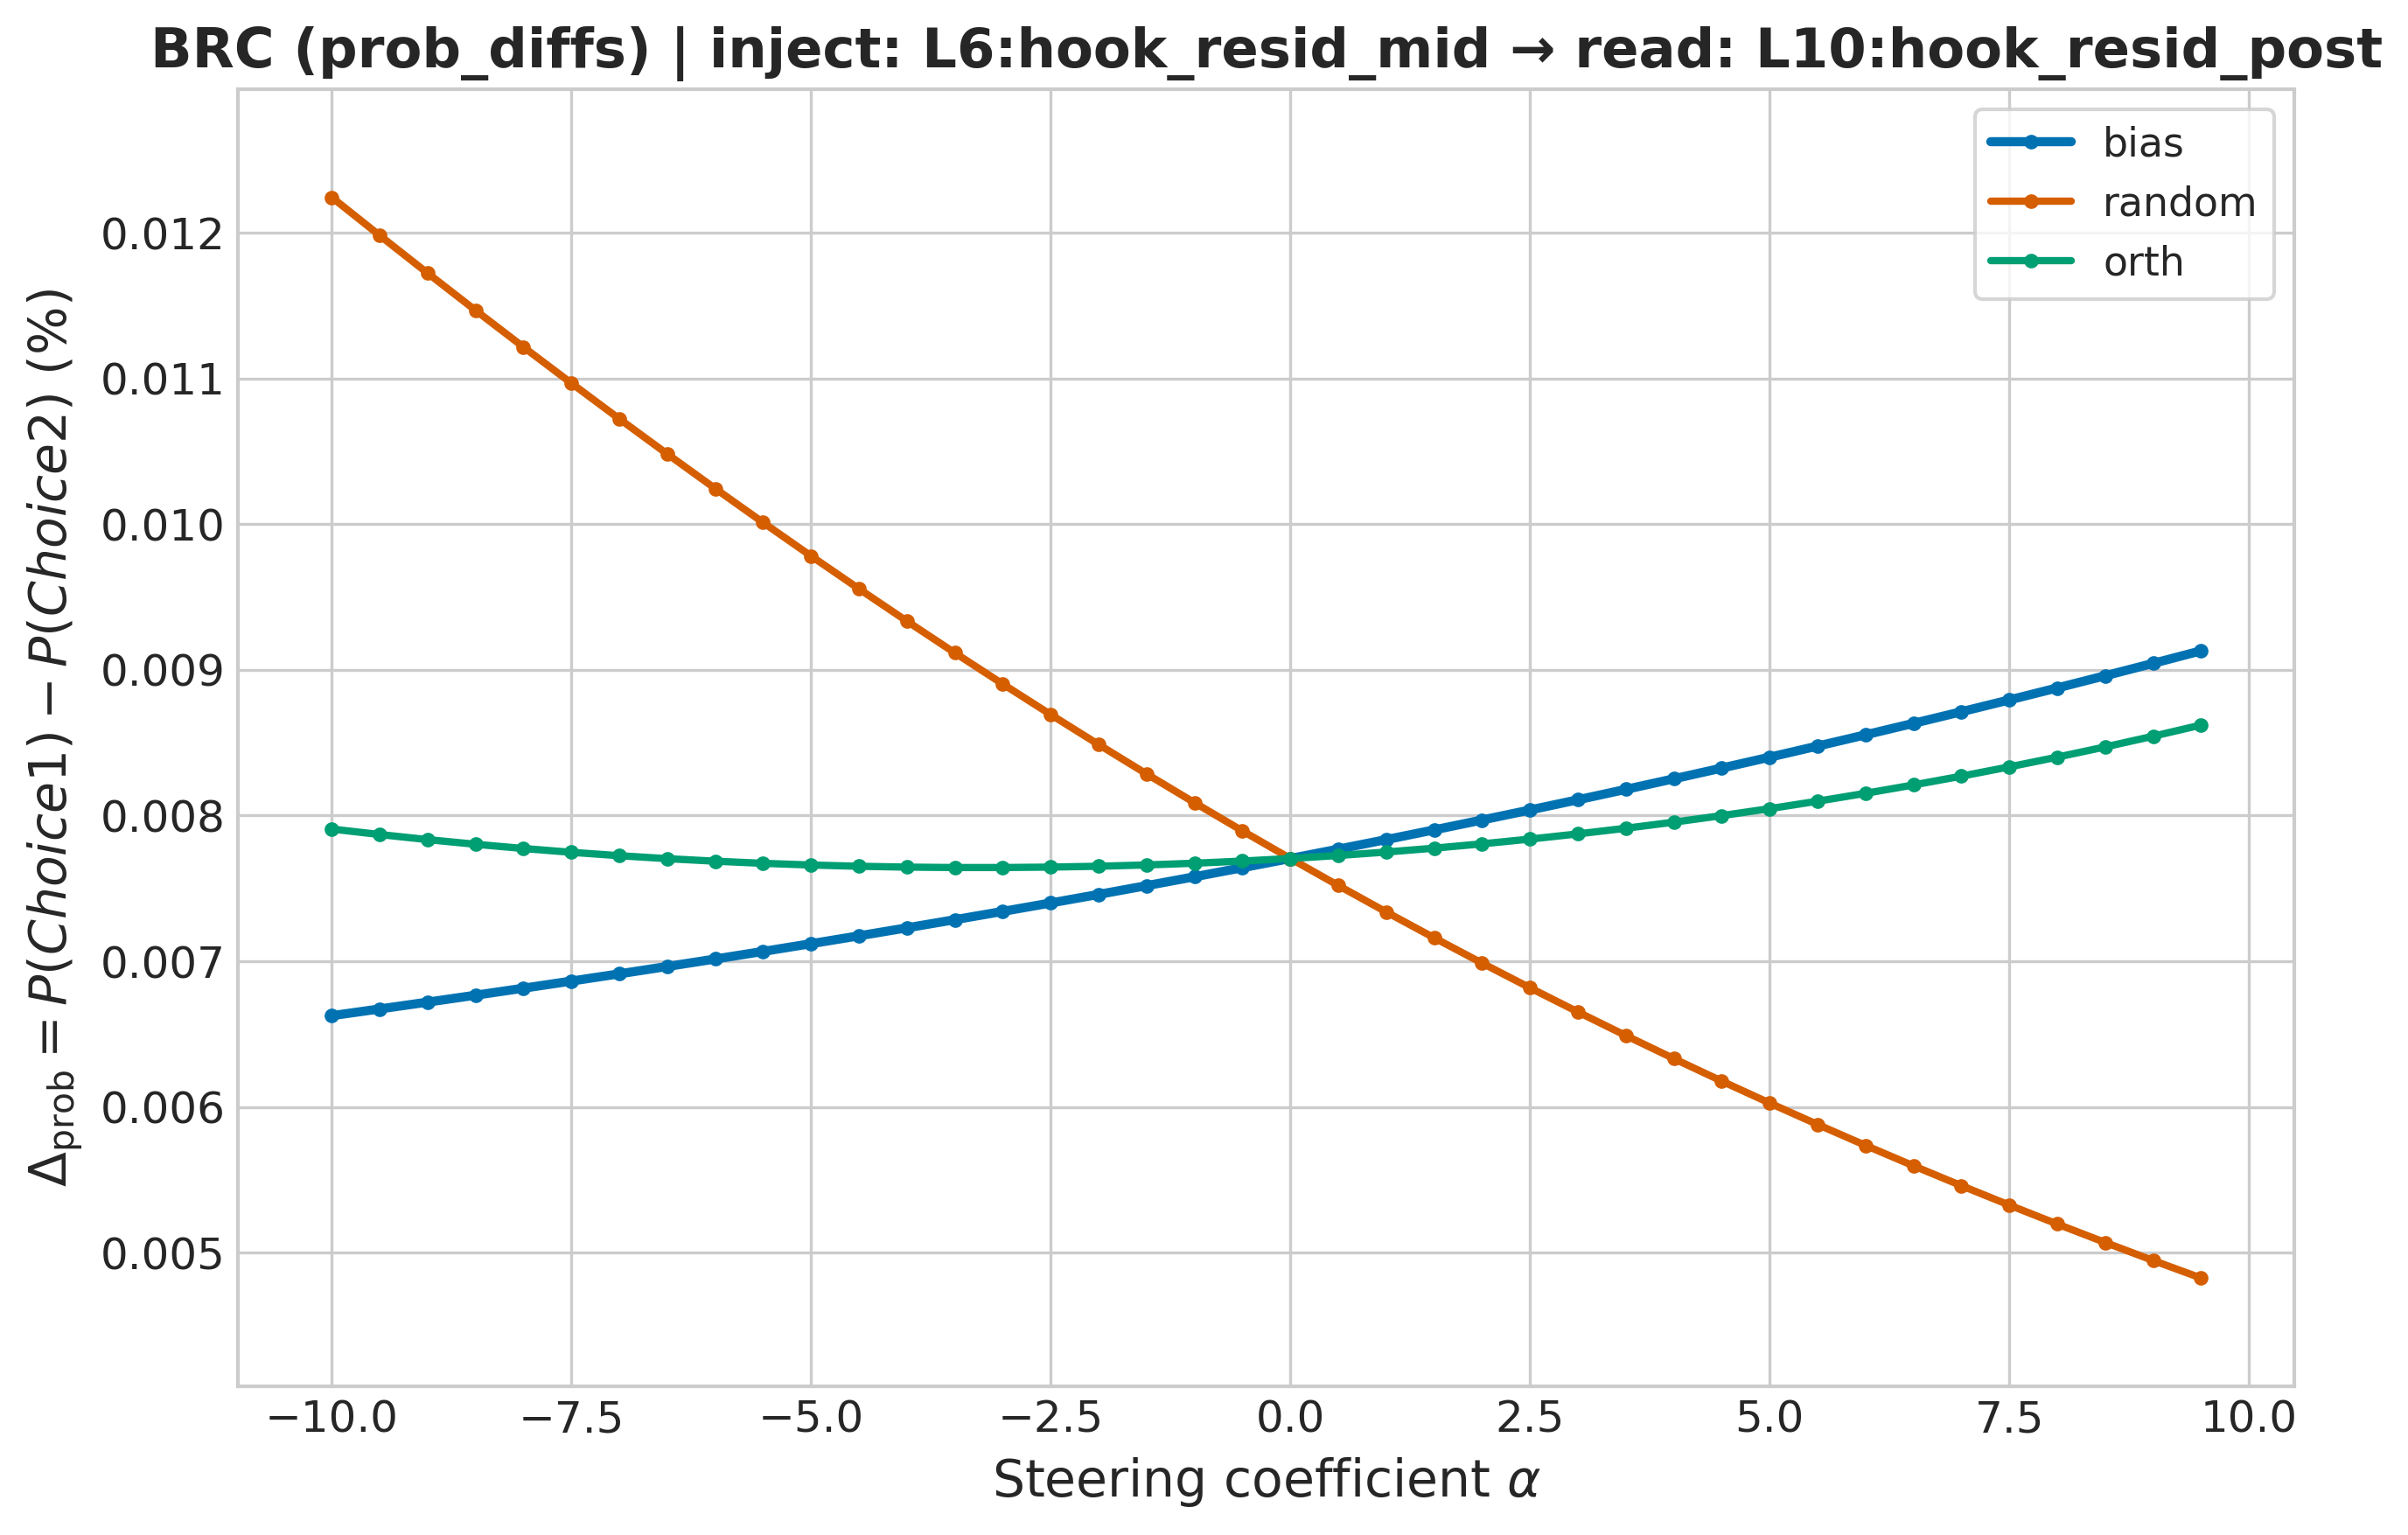 BRC (prob_diffs) | inject: L6:hook_resid_mid → read: L10:hook_resid_post
bias
random
orth
0.012
0.011
0.010
0.009
0.008
0.007
0.006
0.005
Δprob = P(Choice1) − P(Choice2) (%)
−10.0 −7.5 −5.0 −2.5 0.0 2.5 5.0 7.5 10.0
Steering coefficient α